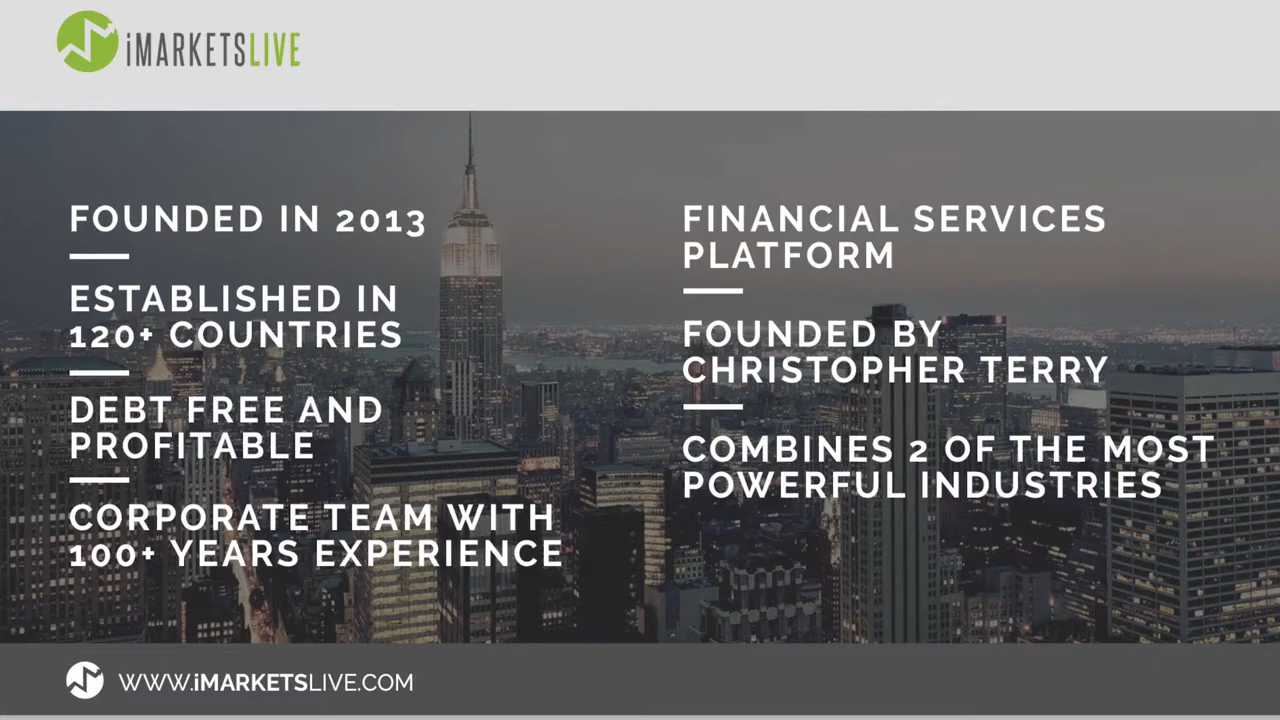 iMARKETSLIVE
FOUNDED IN 2013
ESTABLISHED IN
120+ COUNTRIES
DEBT FREE AND
PROFITABLE
CORPORATE TEAM WITH
100+ YEARS EXPERIENCE
FINANCIAL SERVICES
PLATFORM
FOUNDED BY
CHRISTOPHER TERRY
COMBINES 2 OF THE MOST
POWERFUL INDUSTRIES
WWW.iMARKETSLIVE.COM